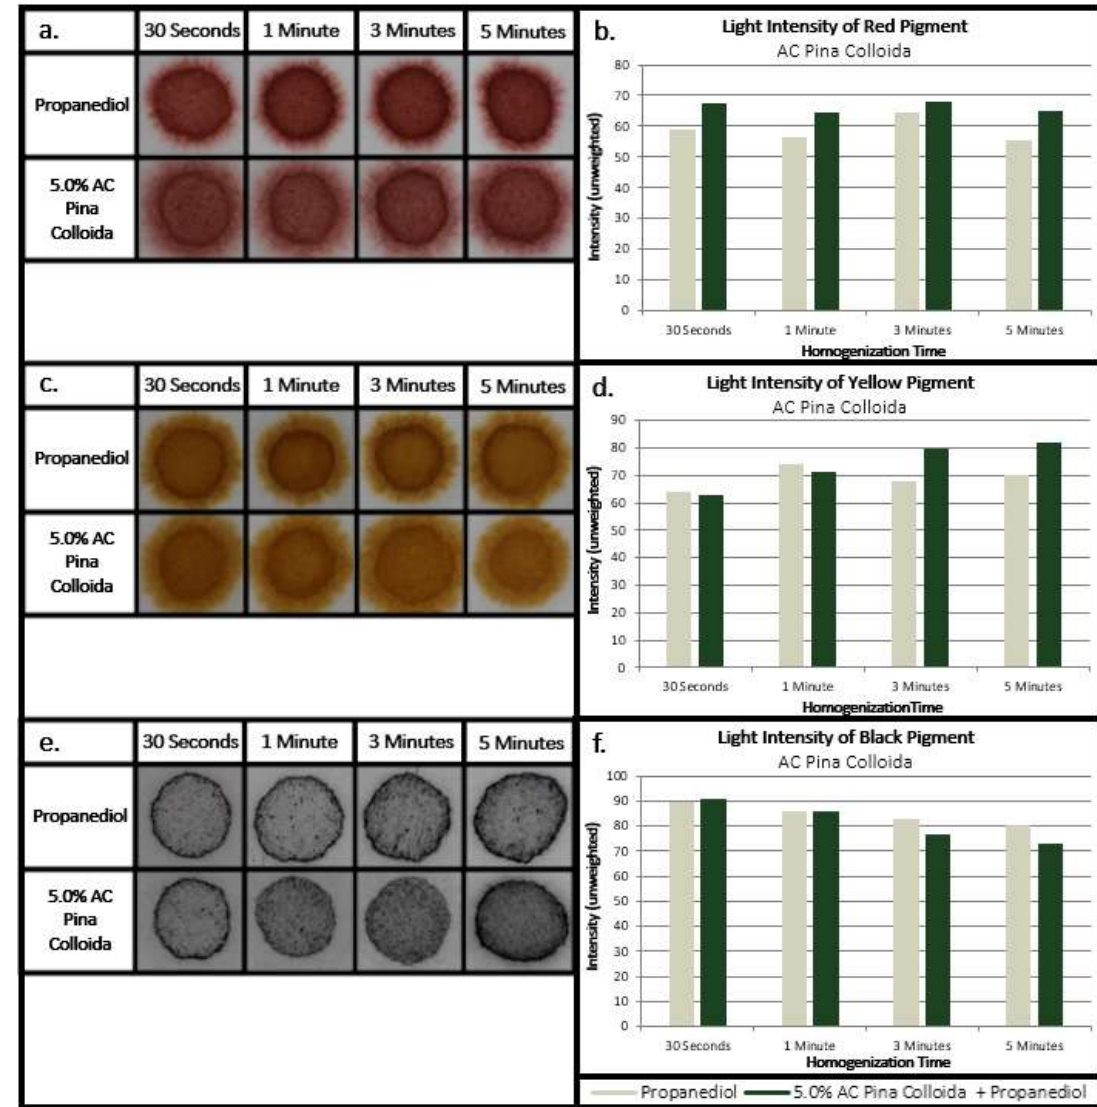 a.
30 Seconds 1 Minute 3 Minutes 5 Minutes
Propanediol
5.0% AC
Pina
Colloida
b.
Light Intensity of Red Pigment
AC Pina Colloida
Intensity (unweighted)
80
70
60
50
40
30
20
10
0
30 Seconds 1 Minute 3 Minutes 5 Minutes
Homogenization Time
c.
30 Seconds 1 Minute 3 Minutes 5 Minutes
Propanediol
5.0% AC
Pina
Colloida
d.
Light Intensity of Yellow Pigment
AC Pina Colloida
Intensity (unweighted)
90
80
70
60
50
40
30
20
10
0
30 Seconds 1 Minute 3 Minutes 5 Minutes
HomogenizationTime
e.
30 Seconds 1 Minute 3 Minutes 5 Minutes
Propanediol
5.0% AC
Pina
Colloida
f.
Light Intensity of Black Pigment
AC Pina Colloida
Intensity (unweighted)
100
90
80
70
60
50
40
30
20
10
0
30 Seconds 1 Minute 3 Minutes 5 Minutes
Homogenization Time
Propanediol 5.0% AC Pina Colloida + Propanediol